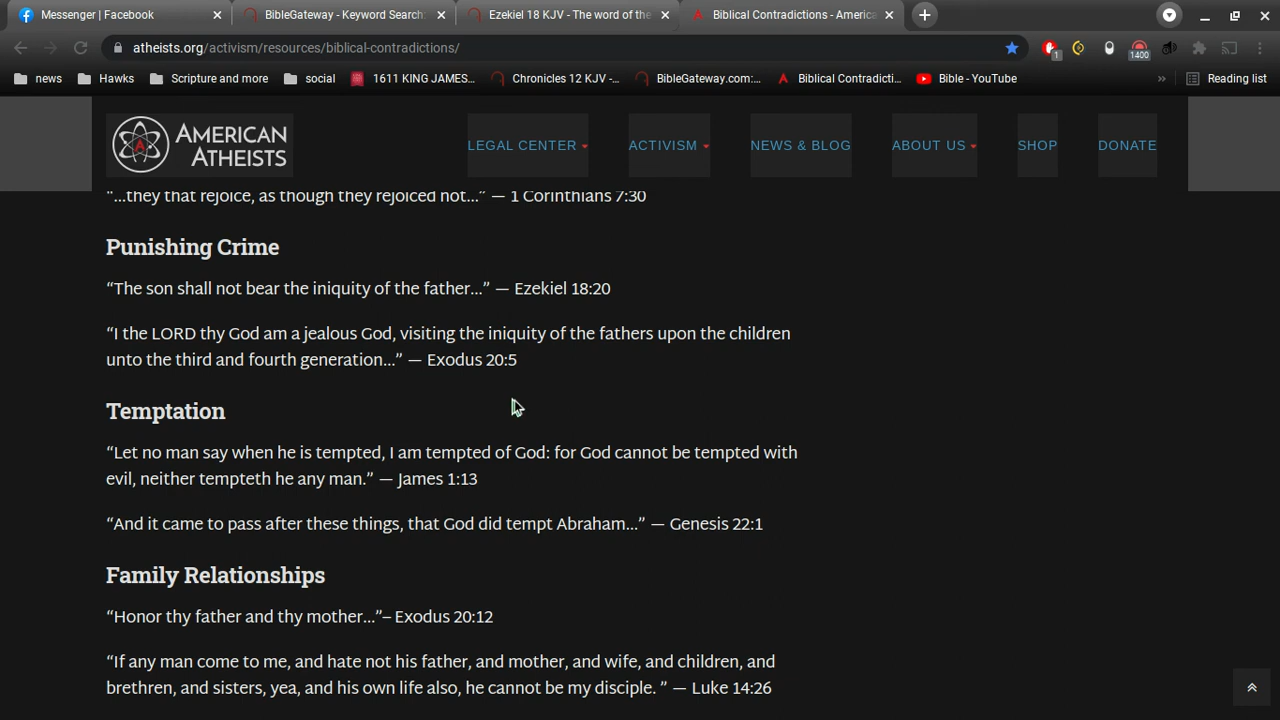 Messenger | Facebook
BibleGateway - Keyword Search:
Ezekiel 18 KJV - The word of the
Biblical Contradictions - America
atheists.org/activism/resources/biblical-contradictions/
1
1400
news
Hawks
Scripture and more
social
1611 KING JAMES...
Chronicles 12 KJV -...
BibleGateway.com:...
Biblical Contradicti...
Bible - YouTube
»
Reading list
AMERICAN
ATHEISTS
LEGAL CENTER
ACTIVISM
NEWS & BLOG
ABOUT US
SHOP
DONATE
“…they that rejoice, as though they rejoiced not…” — 1 Corinthians 7:30
Punishing Crime
“The son shall not bear the iniquity of the father…” — Ezekiel 18:20
“I the LORD thy God am a jealous God, visiting the iniquity of the fathers upon the children
unto the third and fourth generation…” — Exodus 20:5
Temptation
“Let no man say when he is tempted, I am tempted of God: for God cannot be tempted with
evil, neither tempteth he any man.” — James 1:13
“And it came to pass after these things, that God did tempt Abraham…” — Genesis 22:1
Family Relationships
“Honor thy father and thy mother…”– Exodus 20:12
“If any man come to me, and hate not his father, and mother, and wife, and children, and
brethren, and sisters, yea, and his own life also, he cannot be my disciple. ” — Luke 14:26